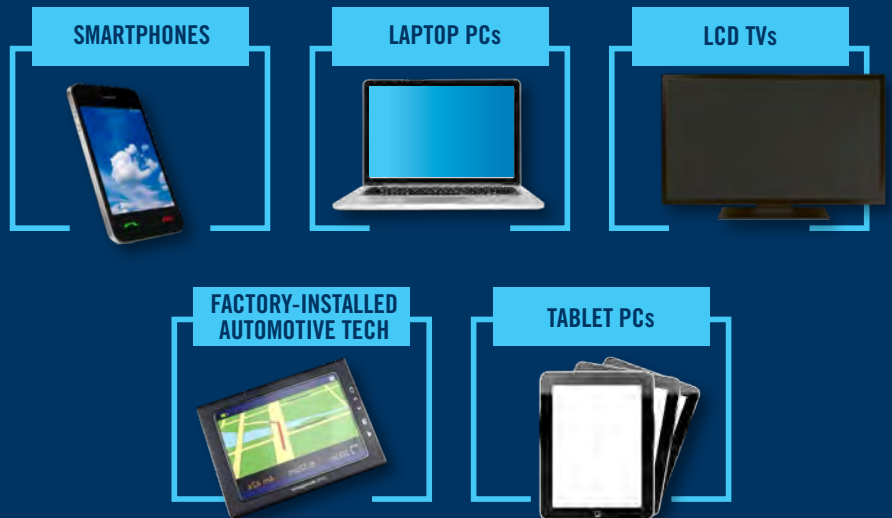 SMARTPHONES
LAPTOP PCs
LCD TVs
FACTORY-INSTALLED
AUTOMOTIVE TECH
TABLET PCs